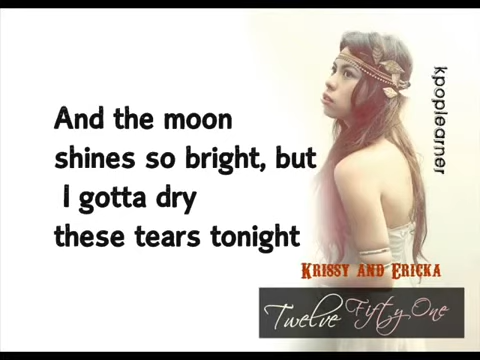 And the moon
shines so bright, but
I gotta dry
these tears tonight
kpoplearner
Krissy and Ericka
Twelve Fifty One